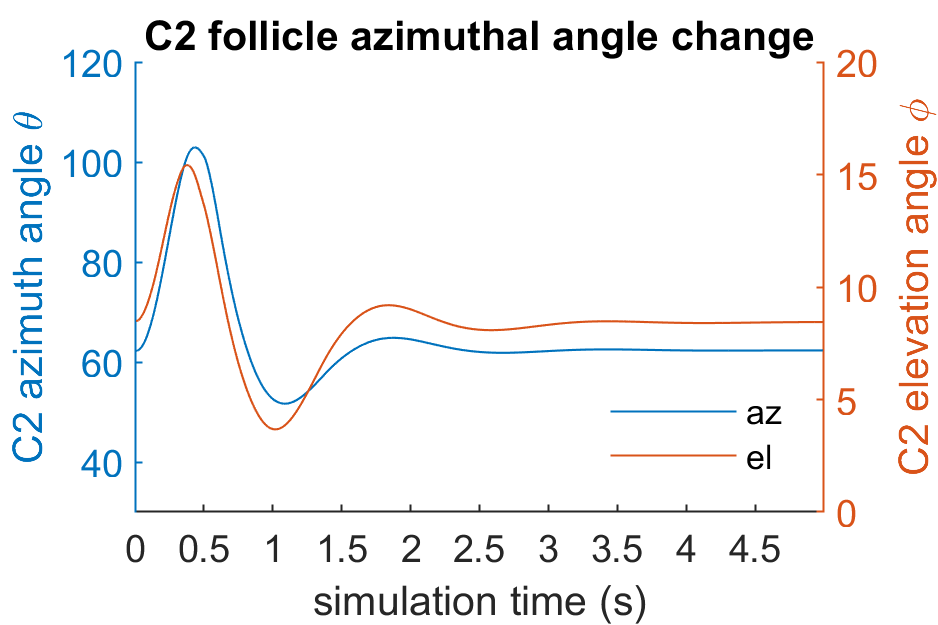 C2 follicle azimuthal angle change
C2 azimuth angle θ
120
100
80
60
40
20
15
10
5
0
C2 elevation angle ϕ
az
el
0 0.5 1 1.5 2 2.5 3 3.5 4 4.5
simulation time (s)